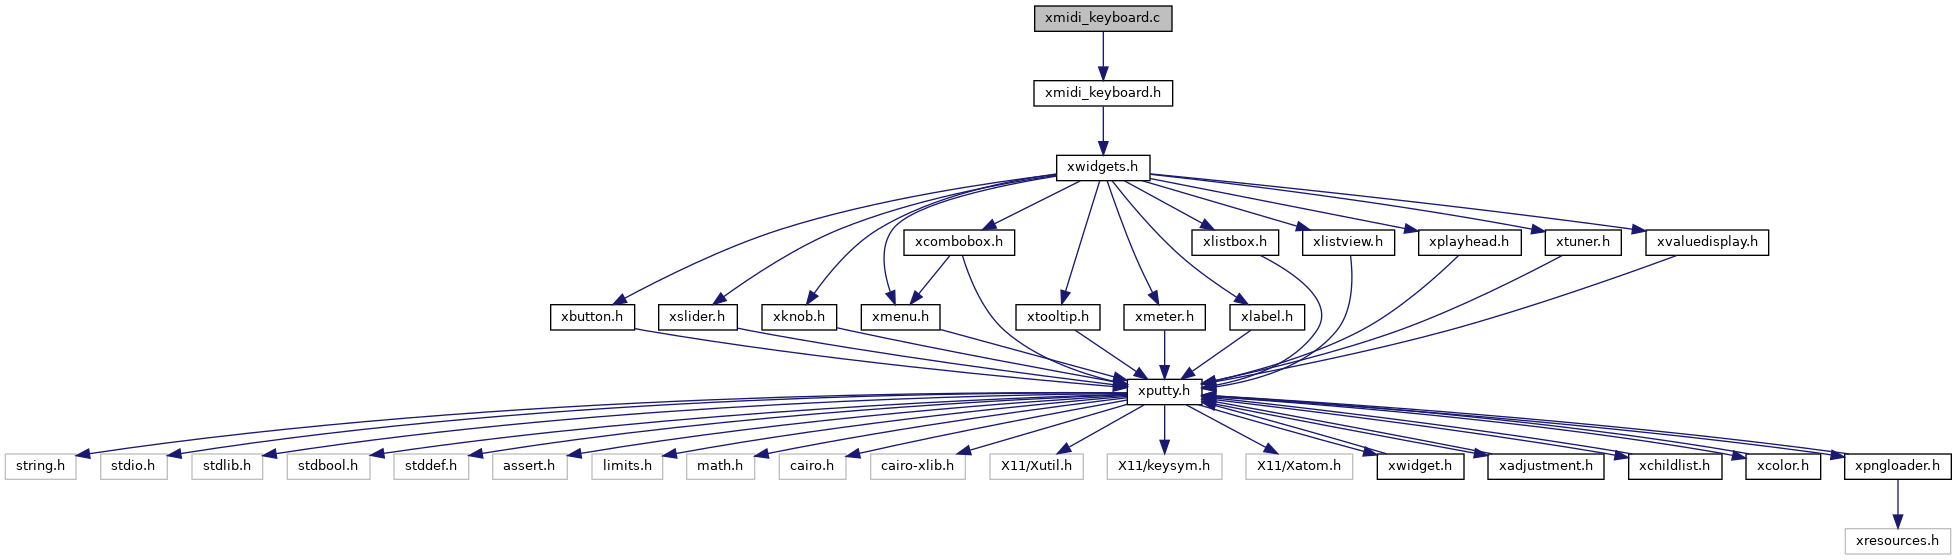 xmidi_keyboard.c
xmidi_keyboard.h
xwidgets.h
xcombobox.h
xlistbox.h
xlistview.h
xplayhead.h
xtuner.h
xvaluedisplay.h
xbutton.h
xslider.h
xknob.h
xmenu.h
xtooltip.h
xmeter.h
xlabel.h
xputty.h
string.h
stdio.h
stdlib.h
stdbool.h
stddef.h
assert.h
limits.h
math.h
cairo.h
cairo-xlib.h
X11/Xutil.h
X11/keysym.h
X11/Xatom.h
xwidget.h
xadjustment.h
xchildlist.h
xcolor.h
xpngloader.h
xresources.h